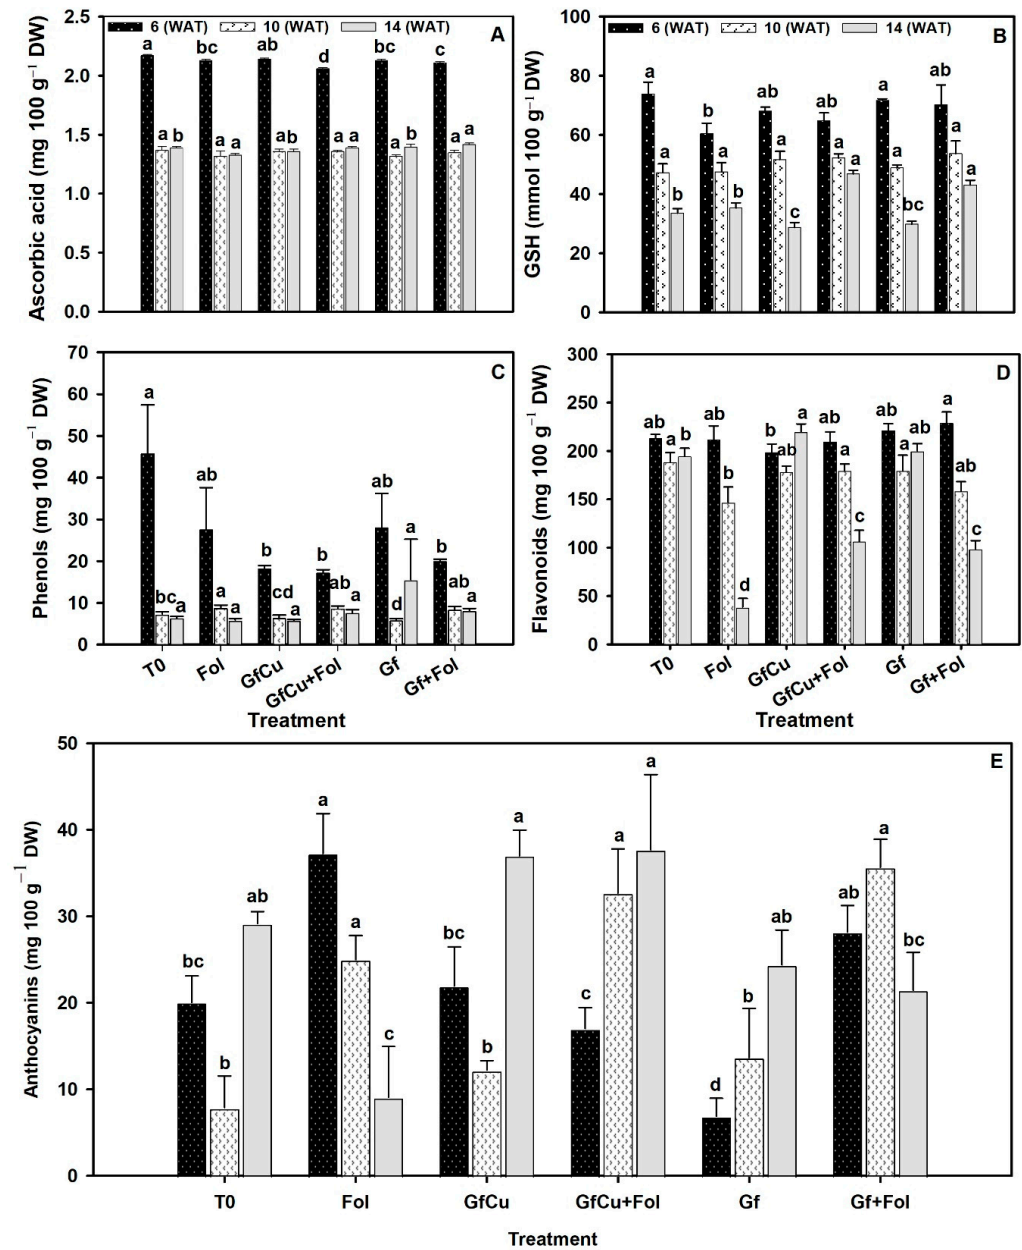 6 (WAT) 10 (WAT) 14 (WAT)
A
Ascorbic acid (mg 100 g⁻¹ DW)
2.5
2.0
1.5
1.0
0.5
0.0
a bc ab d bc c
a b a a a b a a a b a a
6 (WAT) 10 (WAT) 14 (WAT)
B
GSH (mmol 100 g⁻¹ DW)
100
80
60
40
20
0
a b ab ab a ab
a b a b a c a a a bc a a
C
Phenols (mg 100 g⁻¹ DW)
70
60
50
40
30
20
10
0
a ab b b ab b
bc a a a cd a ab a d a ab a
T0 Fol GfCu GfCu+Fol Gf Gf+Fol
Treatment
D
Flavonoids (mg 100 g⁻¹ DW)
300
250
200
150
100
50
0
ab a b ab b d b ab a ab a c ab a ab a ab c
T0 Fol GfCu GfCu+Fol Gf Gf+Fol
Treatment
E
Anthocyanins (mg 100 g⁻¹ DW)
50
40
30
20
10
0
bc b ab a a c bc b a c a a d b ab ab a bc
T0 Fol GfCu GfCu+Fol Gf Gf+Fol
Treatment